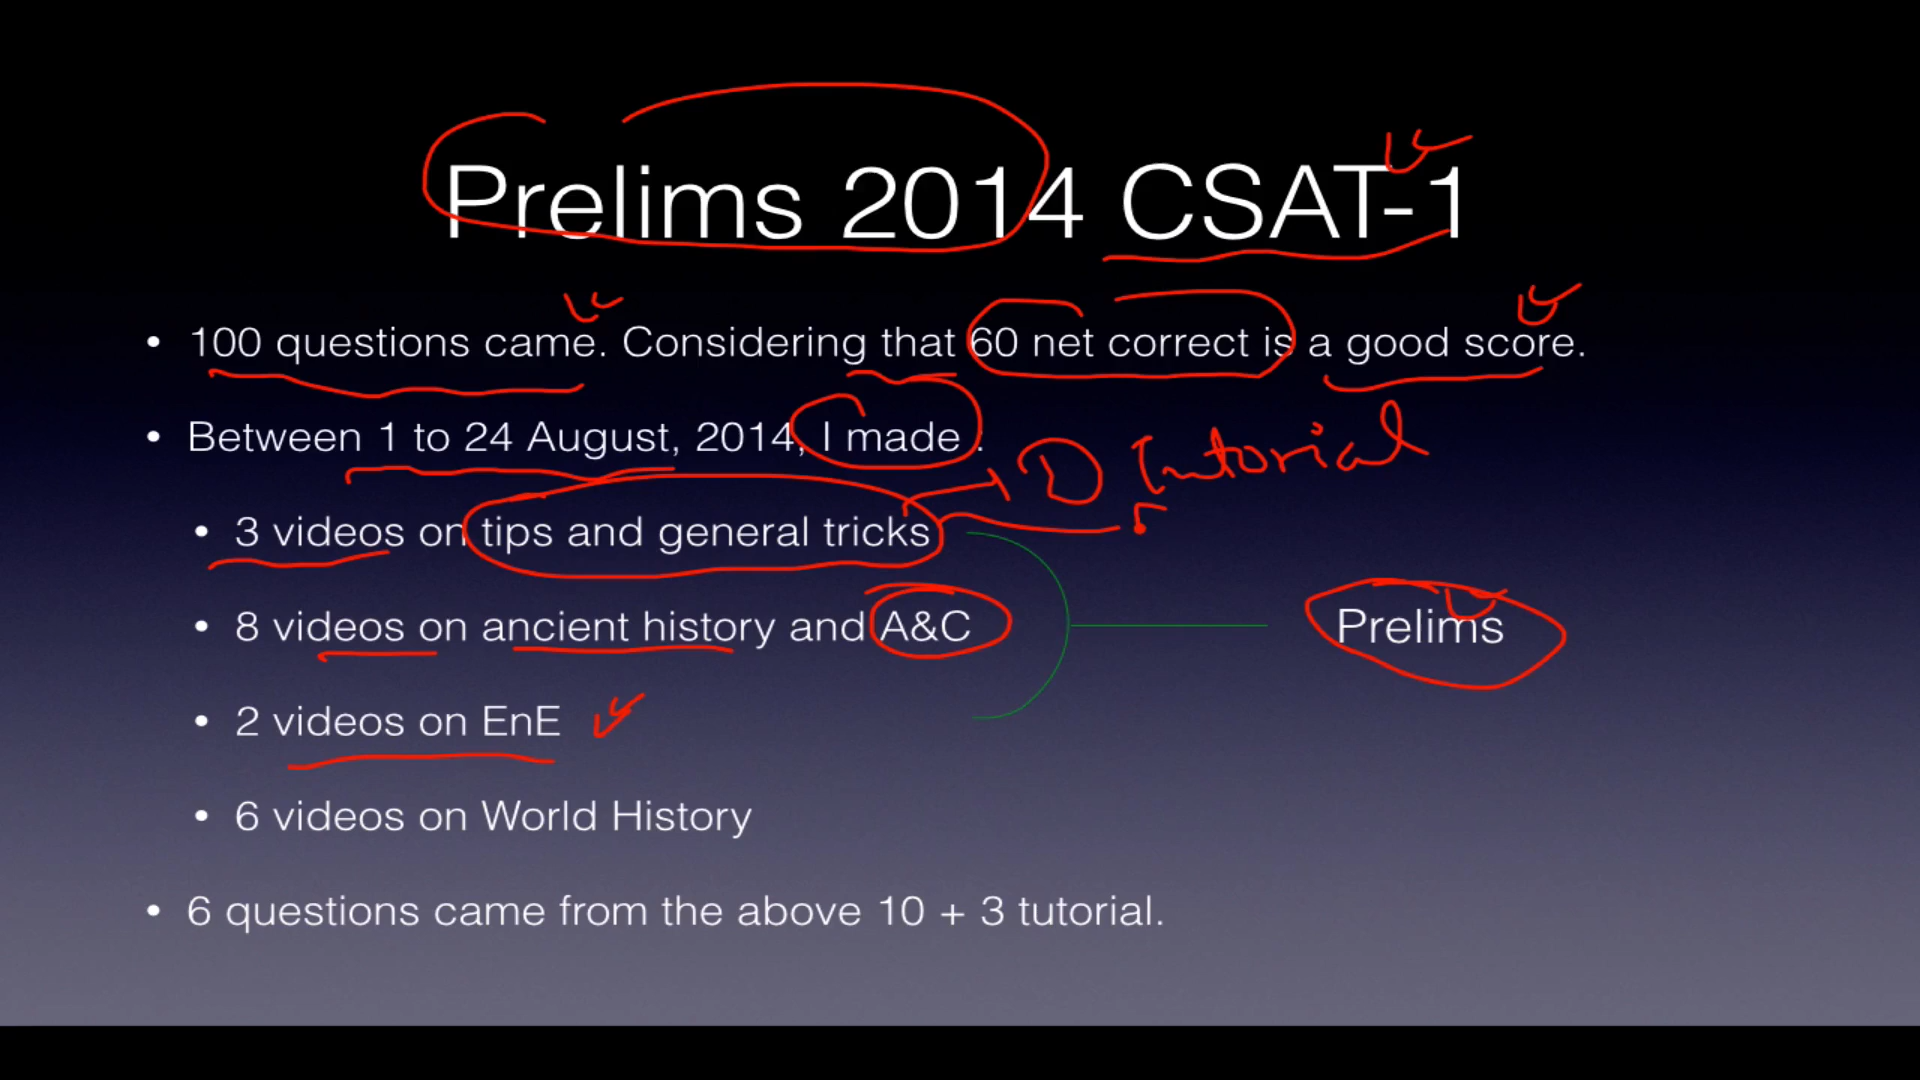 Prelims 2014 CSAT-1
• 100 questions came. Considering that 60 net correct is a good score.
• Between 1 to 24 August, 2014, I made :
① Tutorial
• 3 videos on tips and general tricks
• 8 videos on ancient history and A&C
Prelims
• 2 videos on EnE
• 6 videos on World History
• 6 questions came from the above 10 + 3 tutorial.